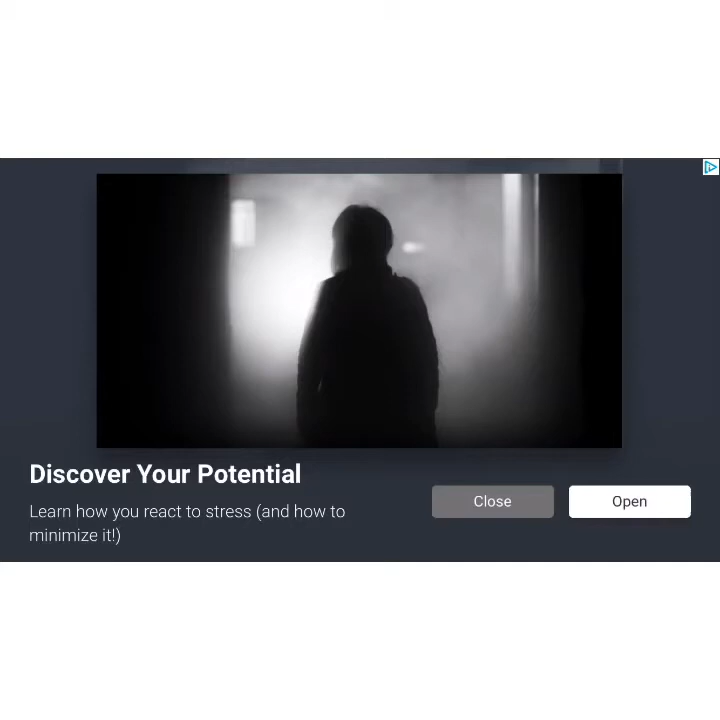 Discover Your Potential
Learn how you react to stress (and how to
minimize it!)
Close
Open